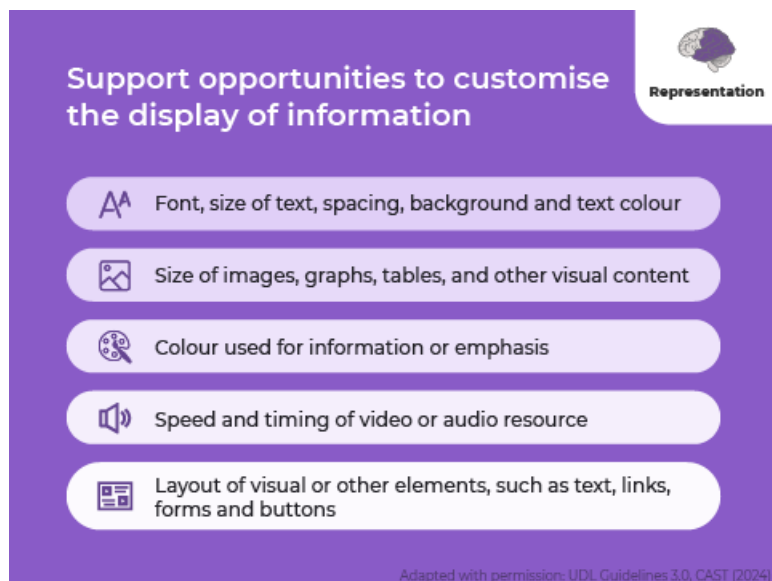 Support opportunities to customise
the display of information
Representation
AA Font, size of text, spacing, background and text colour
Size of images, graphs, tables, and other visual content
Colour used for information or emphasis
Speed and timing of video or audio resource
Layout of visual or other elements, such as text, links,
forms and buttons
Adapted with permission: UDL Guidelines 3.0, CAST (2024)